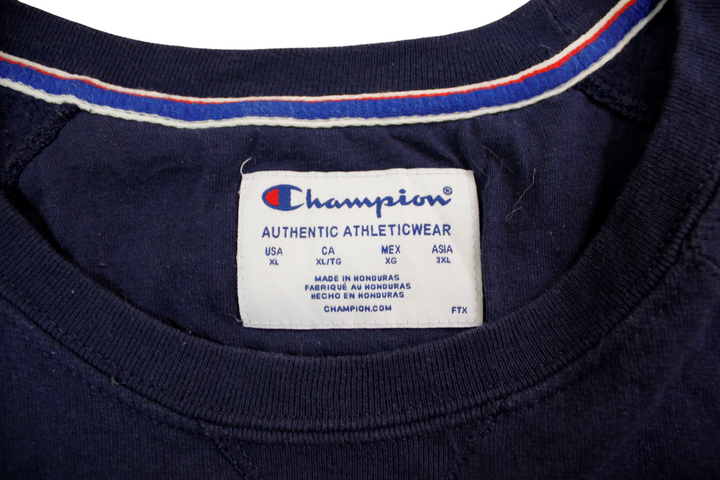 Champion®
AUTHENTIC ATHLETICWEAR
USA CA MEX ASIA
XL XL/TG XG 3XL
MADE IN HONDURAS
FABRIQUÉ AU HONDURAS
HECHO EN HONDURAS
CHAMPION.COM FTX